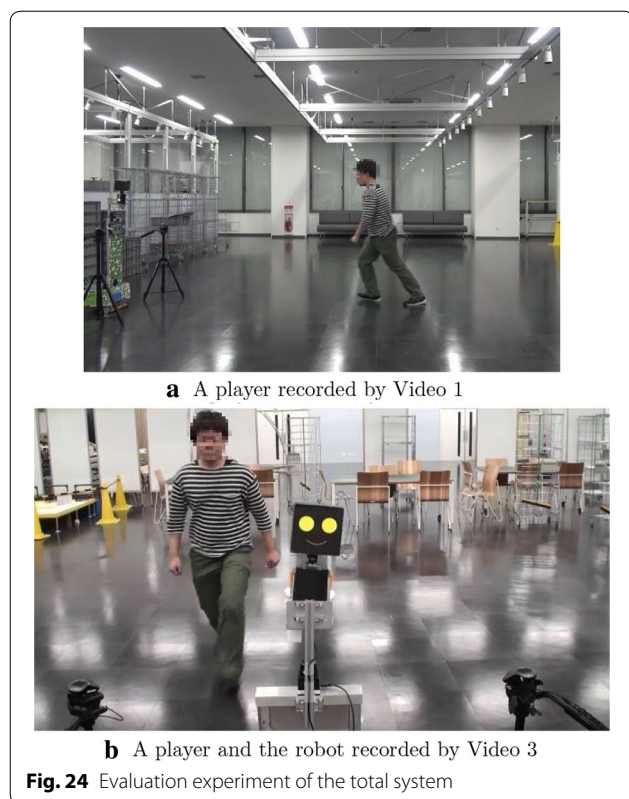 a A player recorded by Video 1
b A player and the robot recorded by Video 3
Fig. 24 Evaluation experiment of the total system